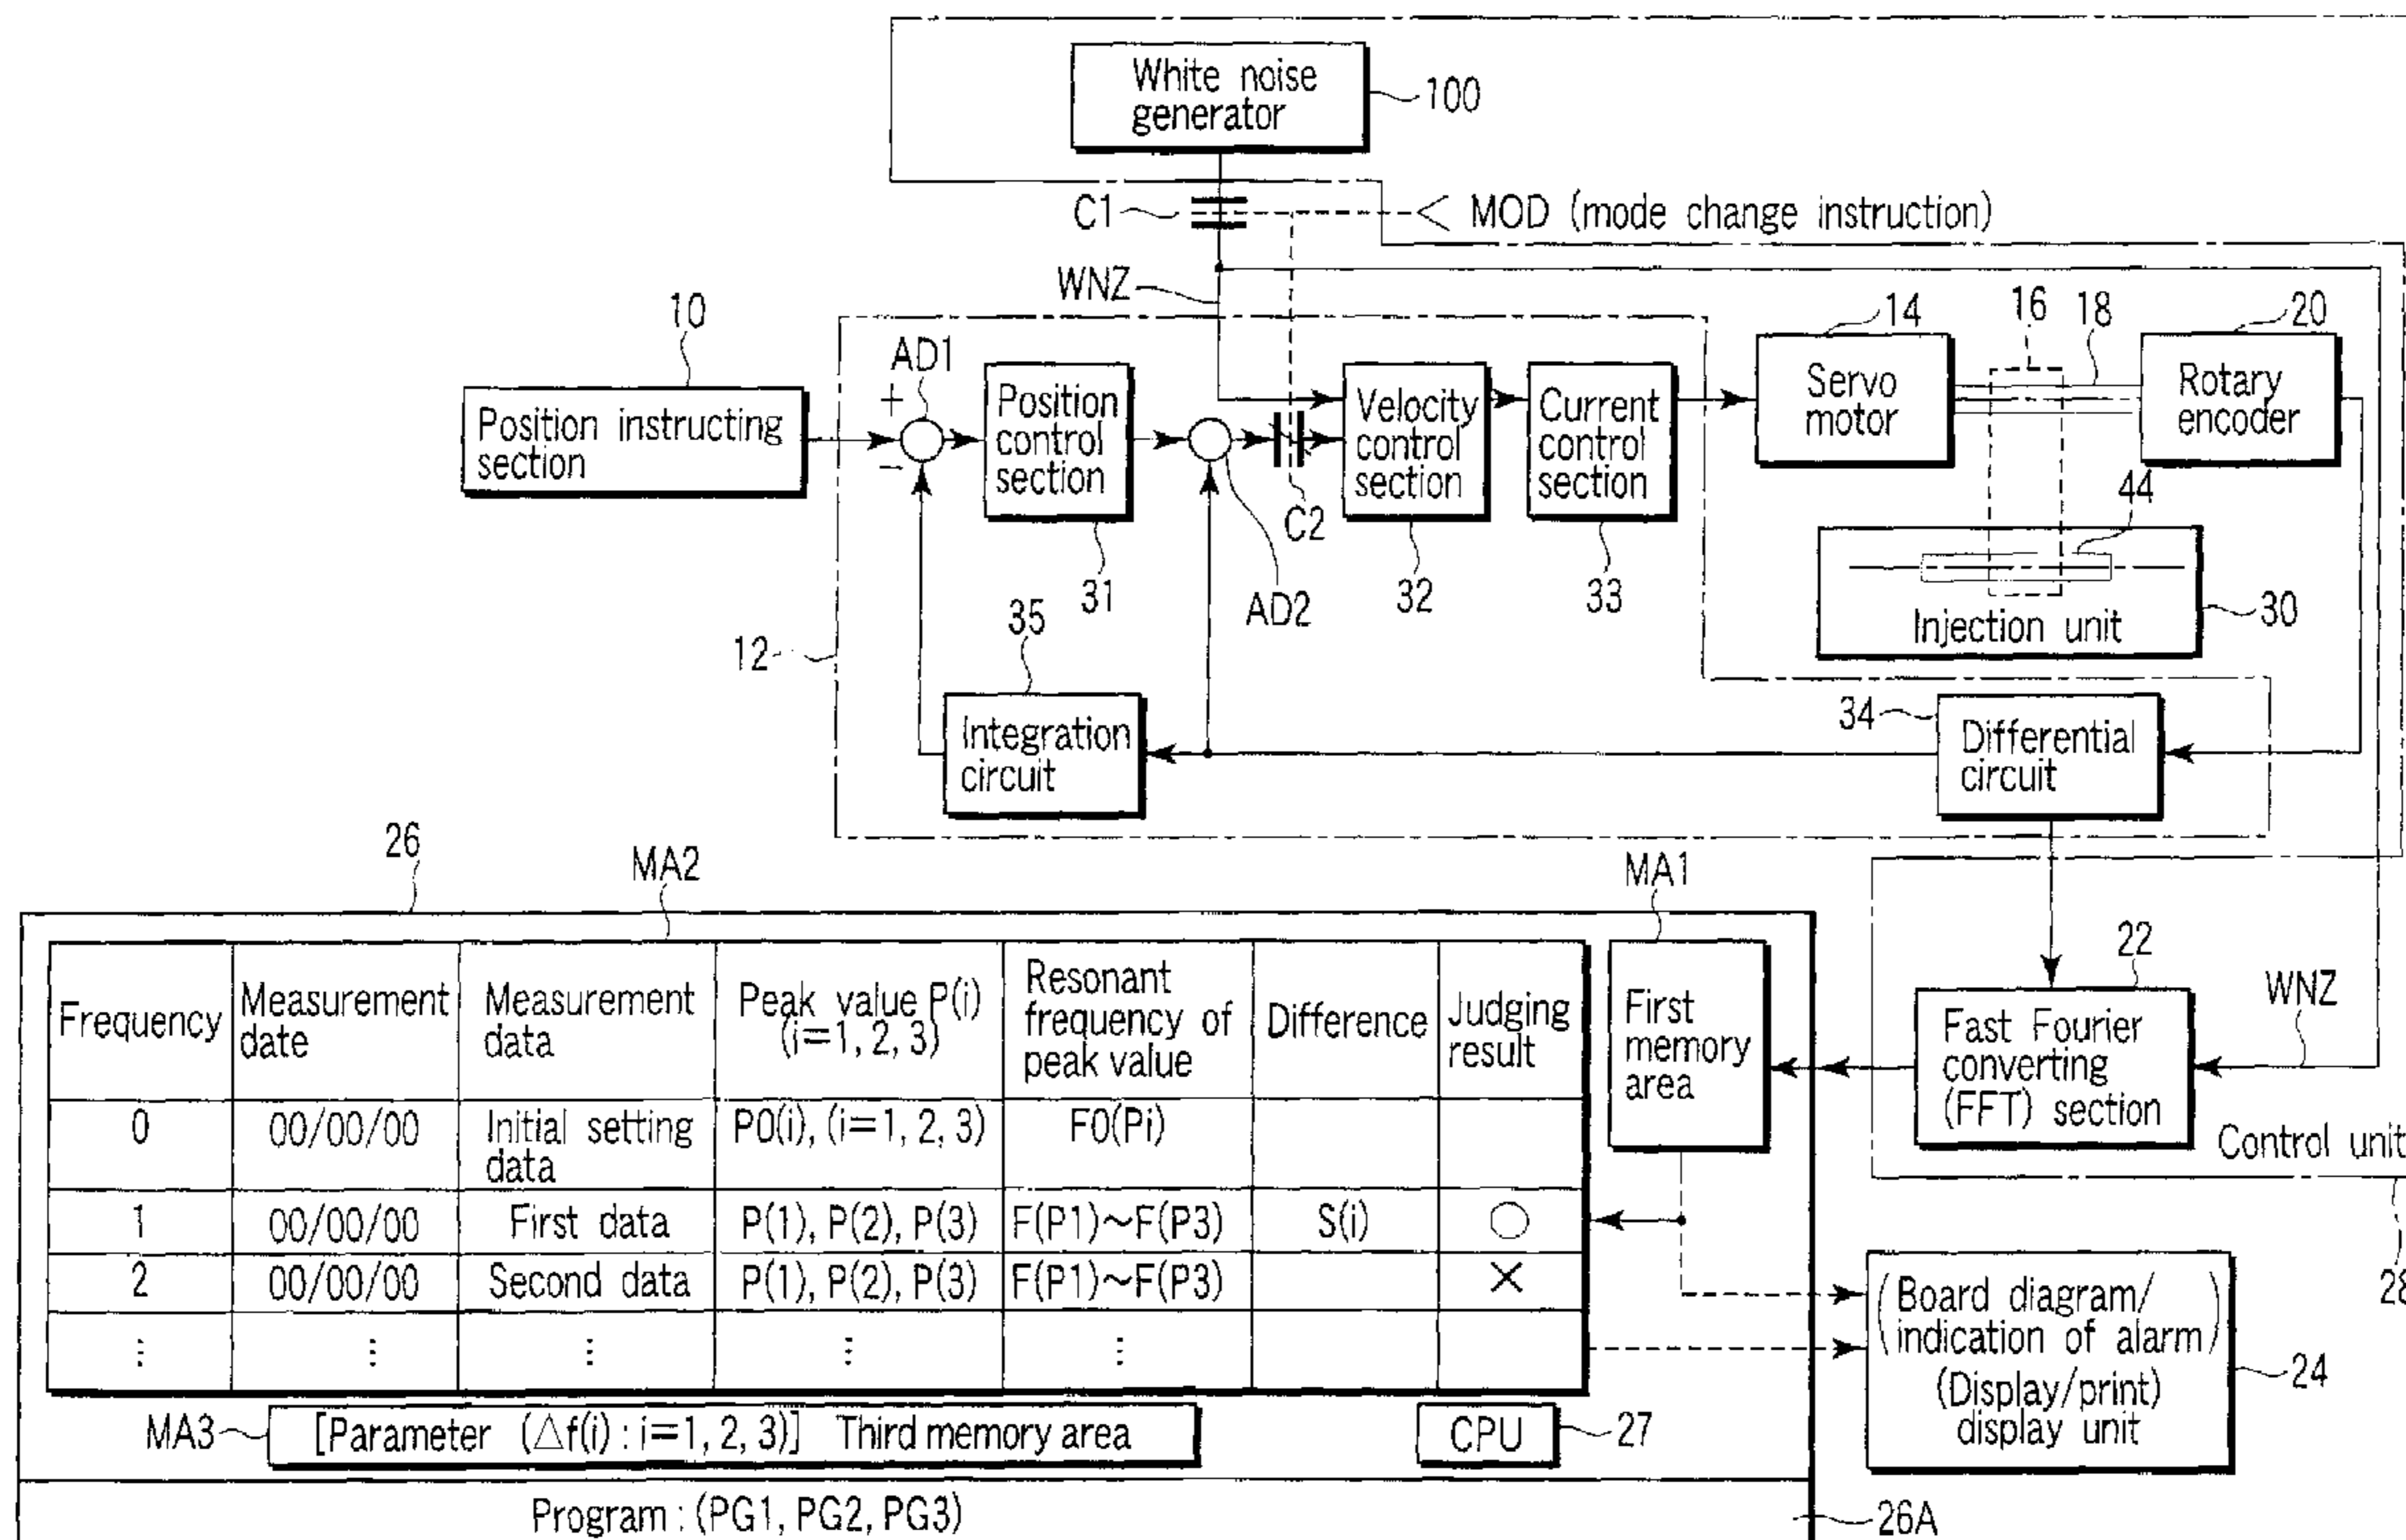 White noise
generator
100
C1
MOD (mode change instruction)
WNZ
10
Position instructing
section
12
AD1
+
−
Position
control
section
31
AD2
C2
Velocity
control
section
32
Current
control
section
33
14
Servo
motor
16
18
20
Rotary
encoder
44
Injection unit
30
35
Integration
circuit
34
Differential
circuit
22
WNZ
Fast Fourier
converting
(FFT) section
Control unit
28
26
MA2
MA1
First
memory
area
Frequency
Measurement
date
Measurement
data
Peak value P(i)
(i=1, 2, 3)
Resonant
frequency of
peak value
Difference
Judging
result
0
00/00/00
Initial setting
data
P0(i), (i=1, 2, 3)
F0(Pi)
1
00/00/00
First data
P(1), P(2), P(3)
F(P1)~F(P3)
S(i)
○
2
00/00/00
Second data
P(1), P(2), P(3)
F(P1)~F(P3)
×
⋮ ⋮ ⋮ ⋮ ⋮
MA3
[Parameter (△f(i) : i=1, 2, 3)] Third memory area
CPU
27
(Board diagram/
indication of alarm)
(Display/print)
display unit
24
Program : (PG1, PG2, PG3)
26A